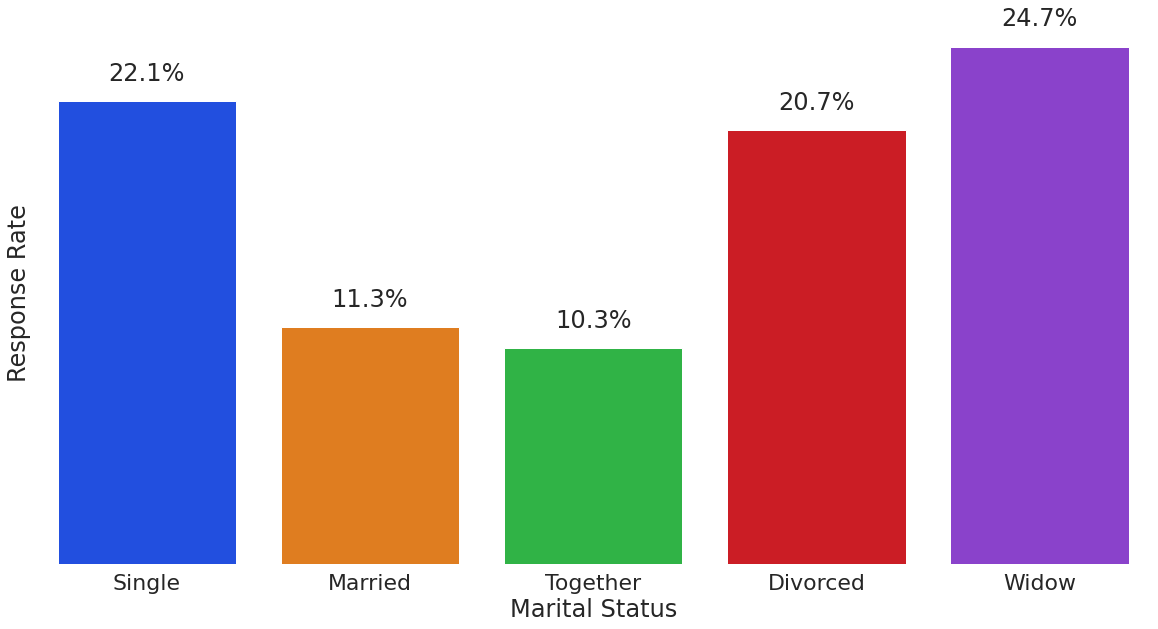 24.7%
22.1%
20.7%
11.3%
10.3%
Response Rate
Single
Married
Together
Divorced
Widow
Marital Status